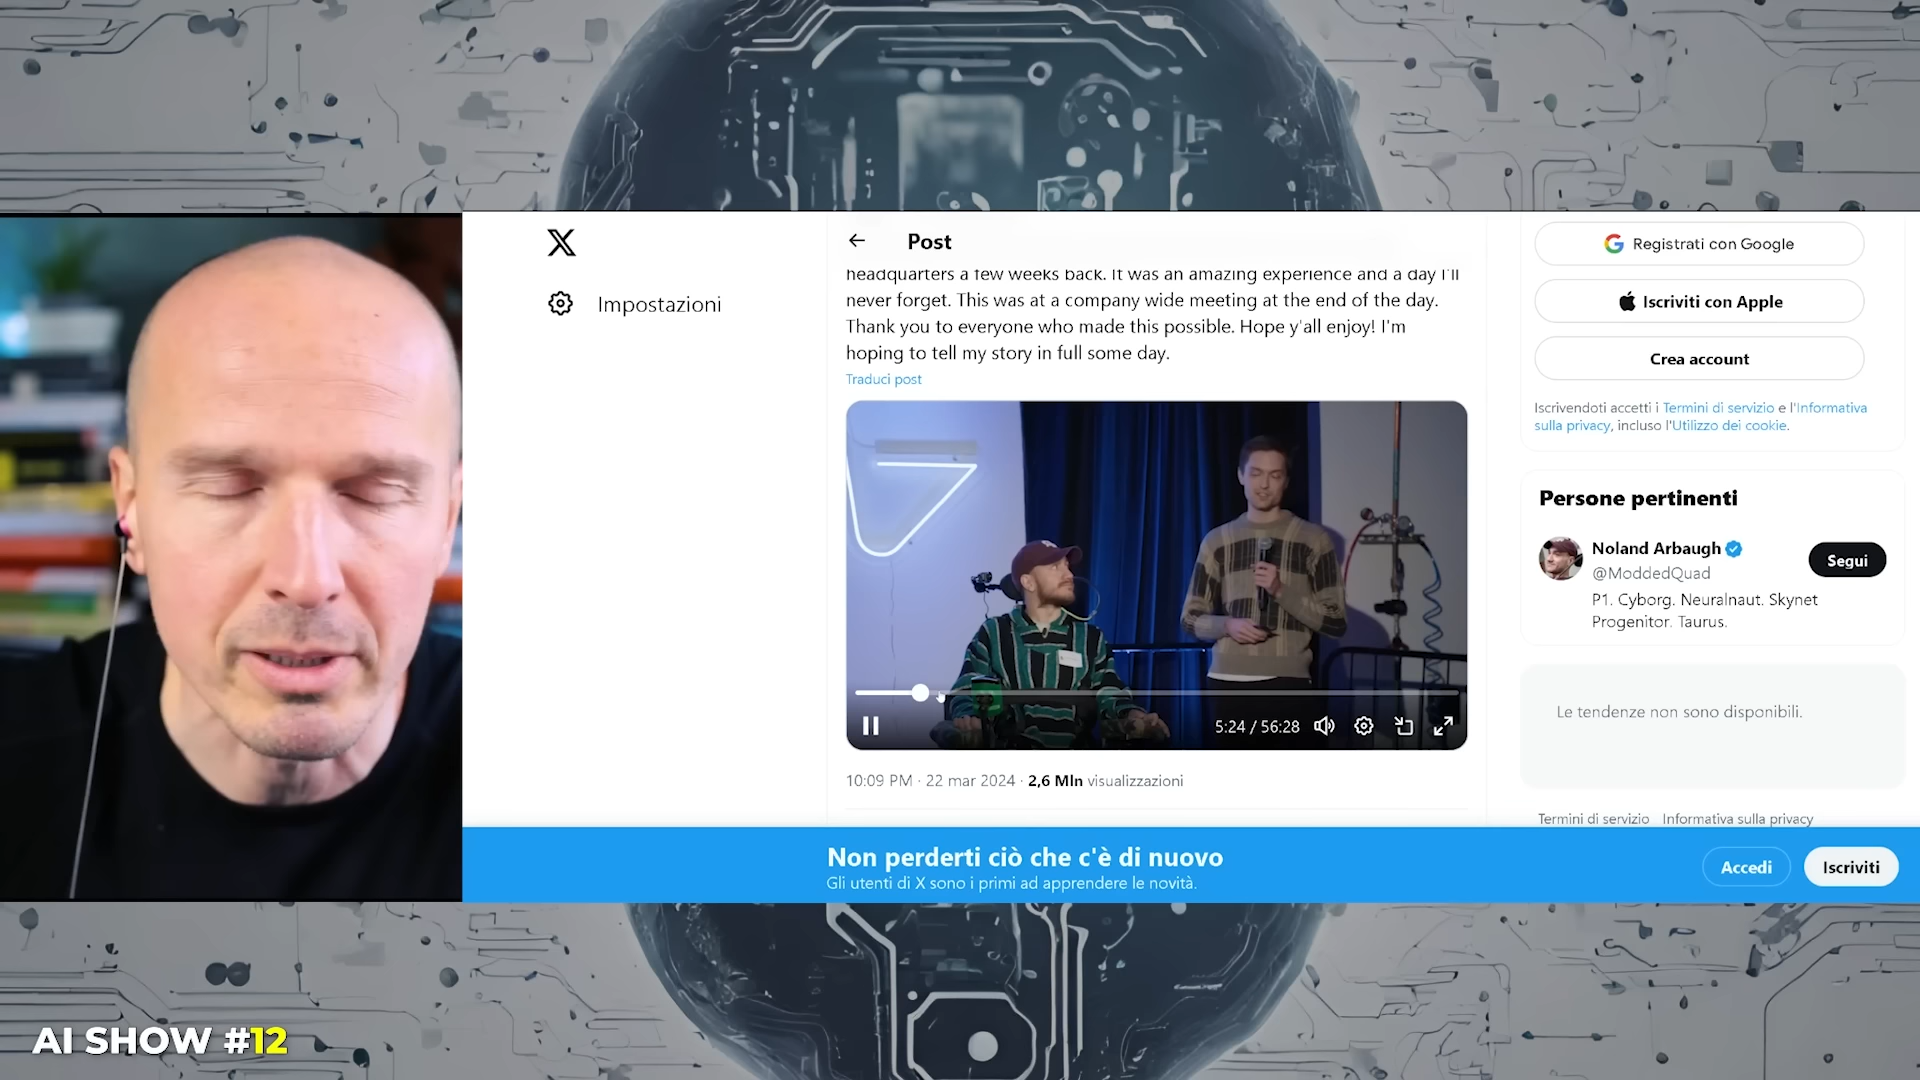 Post
Impostazioni
headquarters a few weeks back. It was an amazing experience and a day I'll
never forget. This was at a company wide meeting at the end of the day.
Thank you to everyone who made this possible. Hope y'all enjoy! I'm
hoping to tell my story in full some day.
Traduci post
5:24 / 56:28
10:09 PM · 22 mar 2024 · 2,6 Mln visualizzazioni
Registrati con Google
Iscriviti con Apple
Crea account
Iscrivendoti accetti i Termini di servizio e l'Informativa
sulla privacy, incluso l'Utilizzo dei cookie.
Persone pertinenti
Noland Arbaugh
@ModdedQuad
Segui
P1. Cyborg. Neuralnaut. Skynet
Progenitor. Taurus.
Le tendenze non sono disponibili.
Termini di servizio Informativa sulla privacy
Non perderti ciò che c'è di nuovo
Gli utenti di X sono i primi ad apprendere le novità.
Accedi
Iscriviti
AI SHOW #12